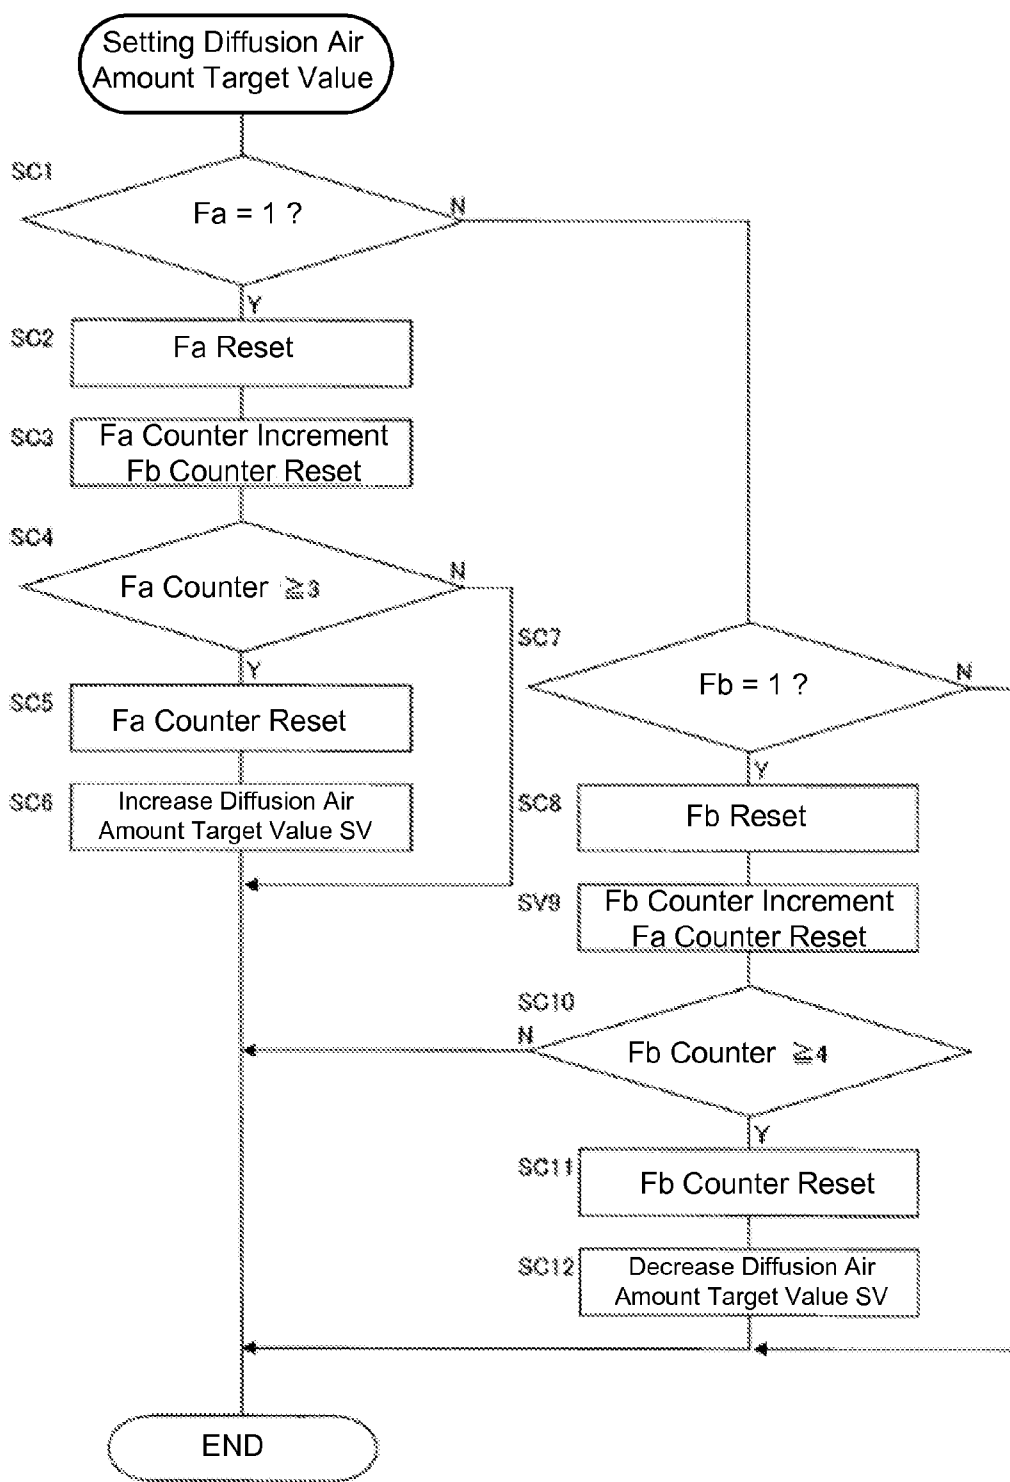 Setting Diffusion Air
Amount Target Value
SC1
Fa = 1 ?
N
Y
SC2
Fa Reset
SC3
Fa Counter Increment
Fb Counter Reset
SC4
Fa Counter ≧3
N
Y
SC5
Fa Counter Reset
SC6
Increase Diffusion Air
Amount Target Value SV
SC7
Fb = 1 ?
N
Y
SC8
Fb Reset
SV9
Fb Counter Increment
Fa Counter Reset
SC10
N
Fb Counter ≧4
Y
SC11
Fb Counter Reset
SC12
Decrease Diffusion Air
Amount Target Value SV
END